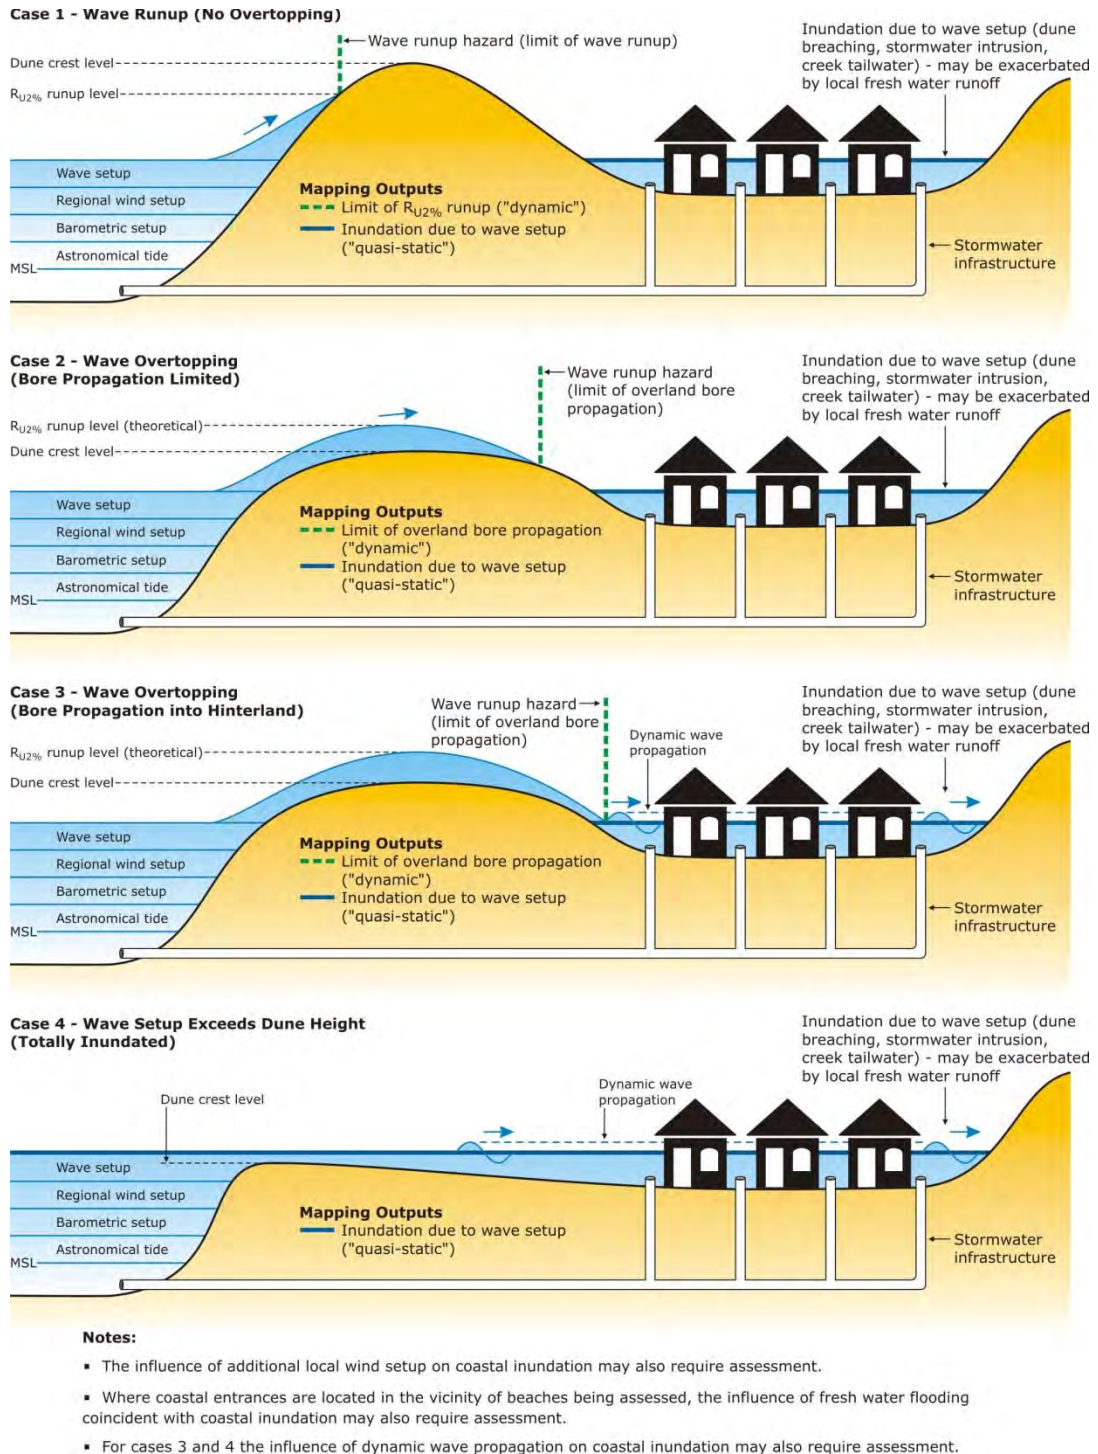 Case 1 - Wave Runup (No Overtopping)
Wave runup hazard (limit of wave runup)
Inundation due to wave setup (dune
breaching, stormwater intrusion,
creek tailwater) - may be exacerbated
by local fresh water runoff
Dune crest level
RU2% runup level
Wave setup
Regional wind setup
Barometric setup
Astronomical tide
MSL
Mapping Outputs
Limit of RU2% runup ("dynamic")
Inundation due to wave setup
("quasi-static")
Stormwater
infrastructure
Case 2 - Wave Overtopping
(Bore Propagation Limited)
Wave runup hazard
(limit of overland bore
propagation)
Inundation due to wave setup (dune
breaching, stormwater intrusion,
creek tailwater) - may be exacerbated
by local fresh water runoff
RU2% runup level (theoretical)
Dune crest level
Wave setup
Regional wind setup
Barometric setup
Astronomical tide
MSL
Mapping Outputs
Limit of overland bore propagation
("dynamic")
Inundation due to wave setup
("quasi-static")
Stormwater
infrastructure
Case 3 - Wave Overtopping
(Bore Propagation into Hinterland)
Wave runup hazard
(limit of overland bore
propagation)
Dynamic wave
propagation
Inundation due to wave setup (dune
breaching, stormwater intrusion,
creek tailwater) - may be exacerbated
by local fresh water runoff
RU2% runup level (theoretical)
Dune crest level
Wave setup
Regional wind setup
Barometric setup
Astronomical tide
MSL
Mapping Outputs
Limit of overland bore propagation
("dynamic")
Inundation due to wave setup
("quasi-static")
Stormwater
infrastructure
Case 4 - Wave Setup Exceeds Dune Height
(Totally Inundated)
Inundation due to wave setup (dune
breaching, stormwater intrusion,
creek tailwater) - may be exacerbated
by local fresh water runoff
Dune crest level
Dynamic wave
propagation
Wave setup
Regional wind setup
Barometric setup
Astronomical tide
MSL
Mapping Outputs
Inundation due to wave setup
("quasi-static")
Stormwater
infrastructure
Notes:
▪ The influence of additional local wind setup on coastal inundation may also require assessment.
▪ Where coastal entrances are located in the vicinity of beaches being assessed, the influence of fresh water flooding
coincident with coastal inundation may also require assessment.
▪ For cases 3 and 4 the influence of dynamic wave propagation on coastal inundation may also require assessment.